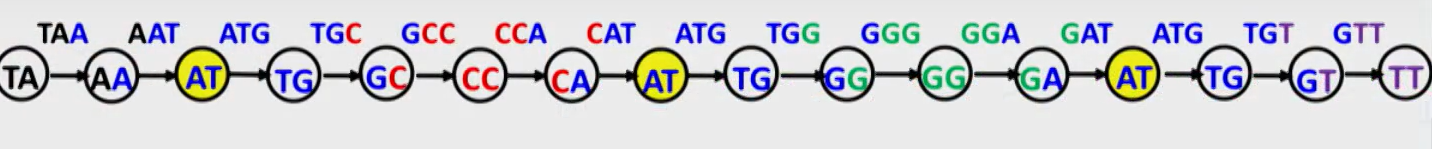 TAA AAT ATG TGC GCC CCA CAT ATG TGG GGG GGA GAT ATG TGT GTT
TA AA AT TG GC CC CA AT TG GG GG GA AT TG GT TT